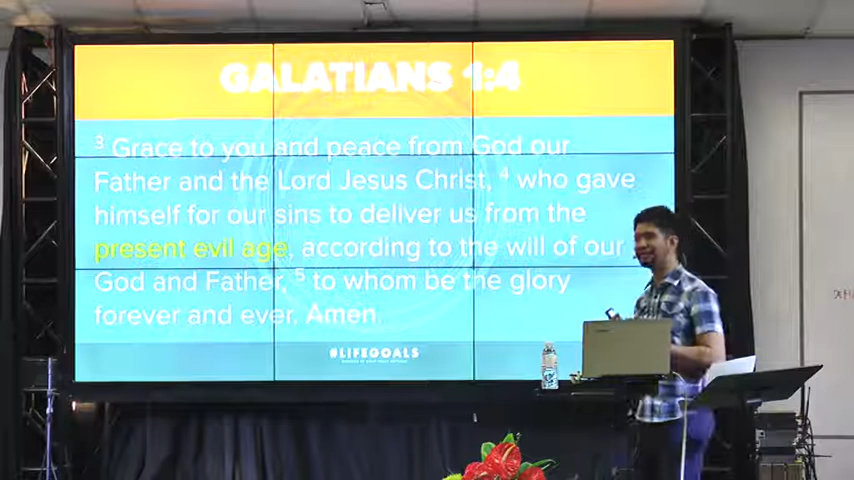 GALATIANS 1:4
³ Grace to you and peace from God our
Father and the Lord Jesus Christ, ⁴ who gave
himself for our sins to deliver us from the
present evil age, according to the will of our
God and Father, ⁵ to whom be the glory
forever and ever. Amen.
#LIFEGOALS